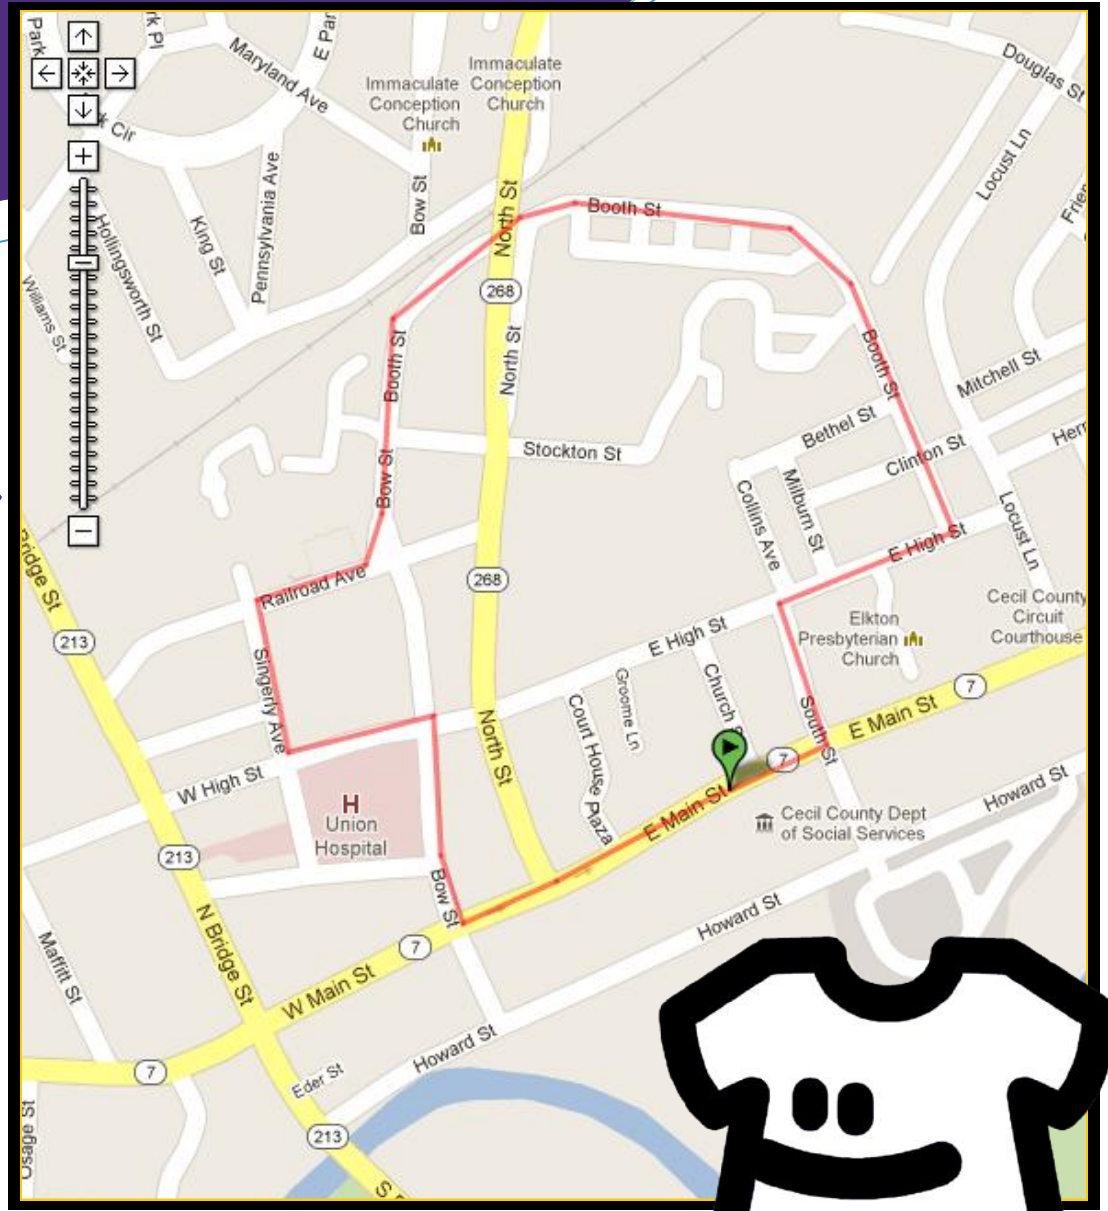 Park
rk Pl
E Par
Maryland Ave
Immaculate
Conception
Church
Immaculate
Conception
Church
Douglas St
k Cir
Locust Ln
Hollingsworth St
King St
Pennsylvania Ave
Bow St
North St
Booth St
Frien
Williams St
268
Booth St
North St
Booth St
Mitchell St
Bethel St
Clinton St
Herm
Stockton St
Bow St
Collins Ave
Milburn St
Locust Ln
E High St
Bridge St
Railroad Ave
268
213
Singerly Ave
E High St
Elkton
Presbyterian
Church
Cecil County
Circuit
Courthouse
Groome Ln
Church S
Court House Plaza
South St
7
E Main St
North St
7
W High St
H
Union
Hospital
E Main St
Cecil County Dept
of Social Services
Howard St
213
Bow St
Howard St
N Bridge St
Maffitt St
7
W Main St
Howard St
7
Eder St
Osage St
213
S